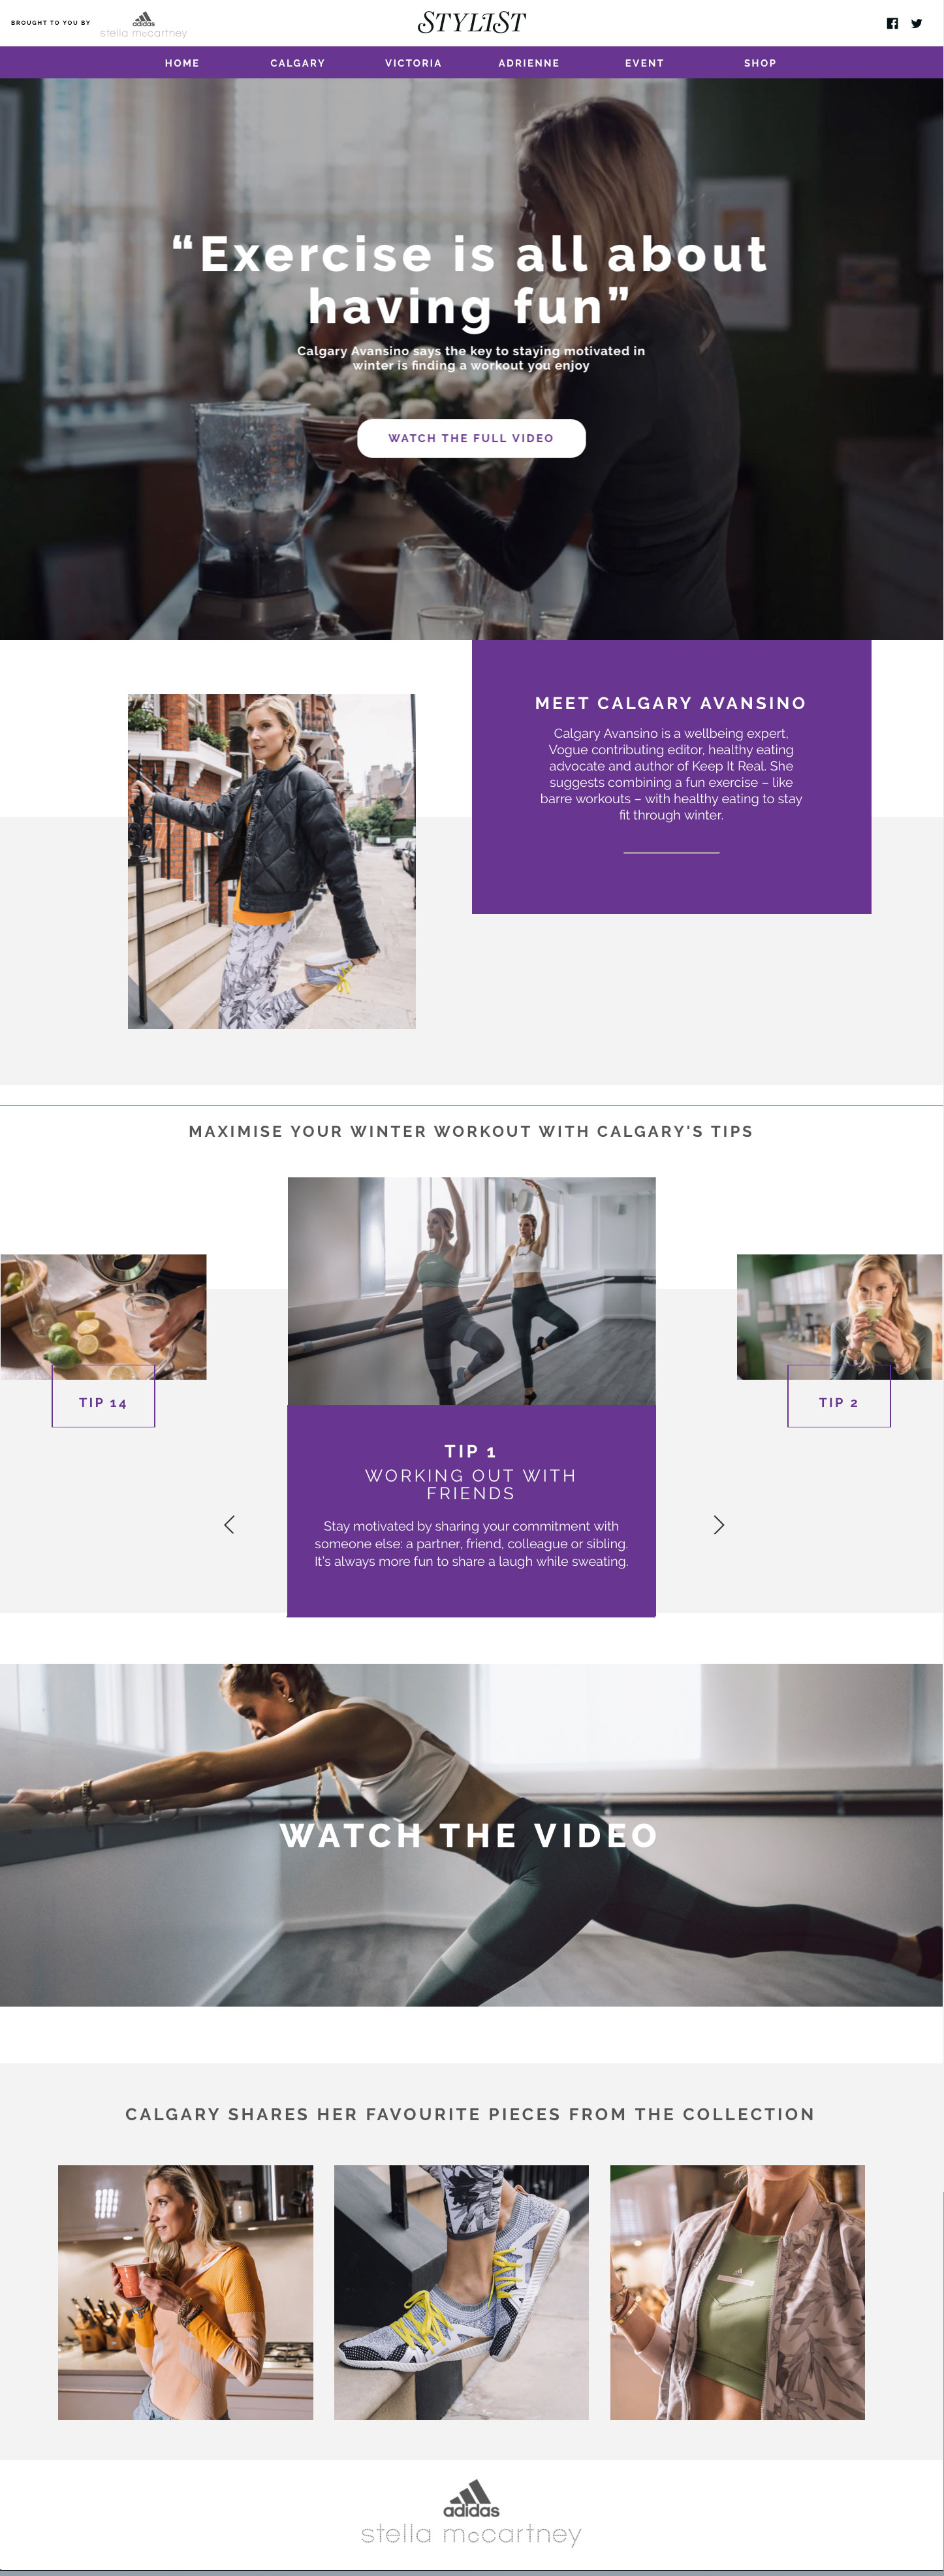 BROUGHT TO YOU BY
adidas
stella mccartney
STYLIST
HOME CALGARY VICTORIA ADRIENNE EVENT SHOP
“Exercise is all about
having fun”
Calgary Avansino says the key to staying motivated in
winter is finding a workout you enjoy
WATCH THE FULL VIDEO
MEET CALGARY AVANSINO
Calgary Avansino is a wellbeing expert,
Vogue contributing editor, healthy eating
advocate and author of Keep It Real. She
suggests combining a fun exercise – like
barre workouts – with healthy eating to stay
fit through winter.
MAXIMISE YOUR WINTER WORKOUT WITH CALGARY'S TIPS
TIP 14
TIP 1
WORKING OUT WITH
FRIENDS
Stay motivated by sharing your commitment with
someone else: a partner, friend, colleague or sibling.
It’s always more fun to share a laugh while sweating.
TIP 2
WATCH THE VIDEO
CALGARY SHARES HER FAVOURITE PIECES FROM THE COLLECTION
adidas
stella mccartney